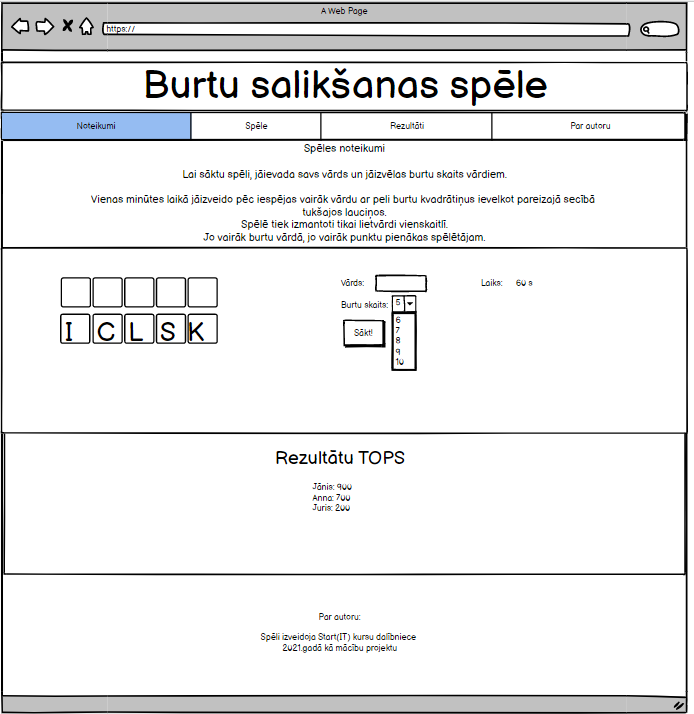 A Web Page
https://
Burtu salikšanas spēle
Noteikumi
Spēle
Rezultāti
Par autoru
Spēles noteikumi
Lai sāktu spēli, jāievada savs vārds un jāizvēlas burtu skaits vārdiem.
Vienas minūtes laikā jāizveido pēc iespējas vairāk vārdu ar peli burtu kvadrātiņus ievelkot pareizajā secībā
tukšajos lauciņos.
Spēlē tiek izmantoti tikai lietvārdi vienskaitlī.
Jo vairāk burtu vārdā, jo vairāk punktu pienākas spēlētājam.
Vārds:
Laiks: 60 s
Burtu skaits: 5
I C L S K
Sākt!
6
7
8
9
10
Rezultātu TOPS
Jānis: 900
Anna: 700
Juris: 200
Par autoru:
Spēli izveidoja Start(IT) kursu dalībniece
2021.gadā kā mācību projektu